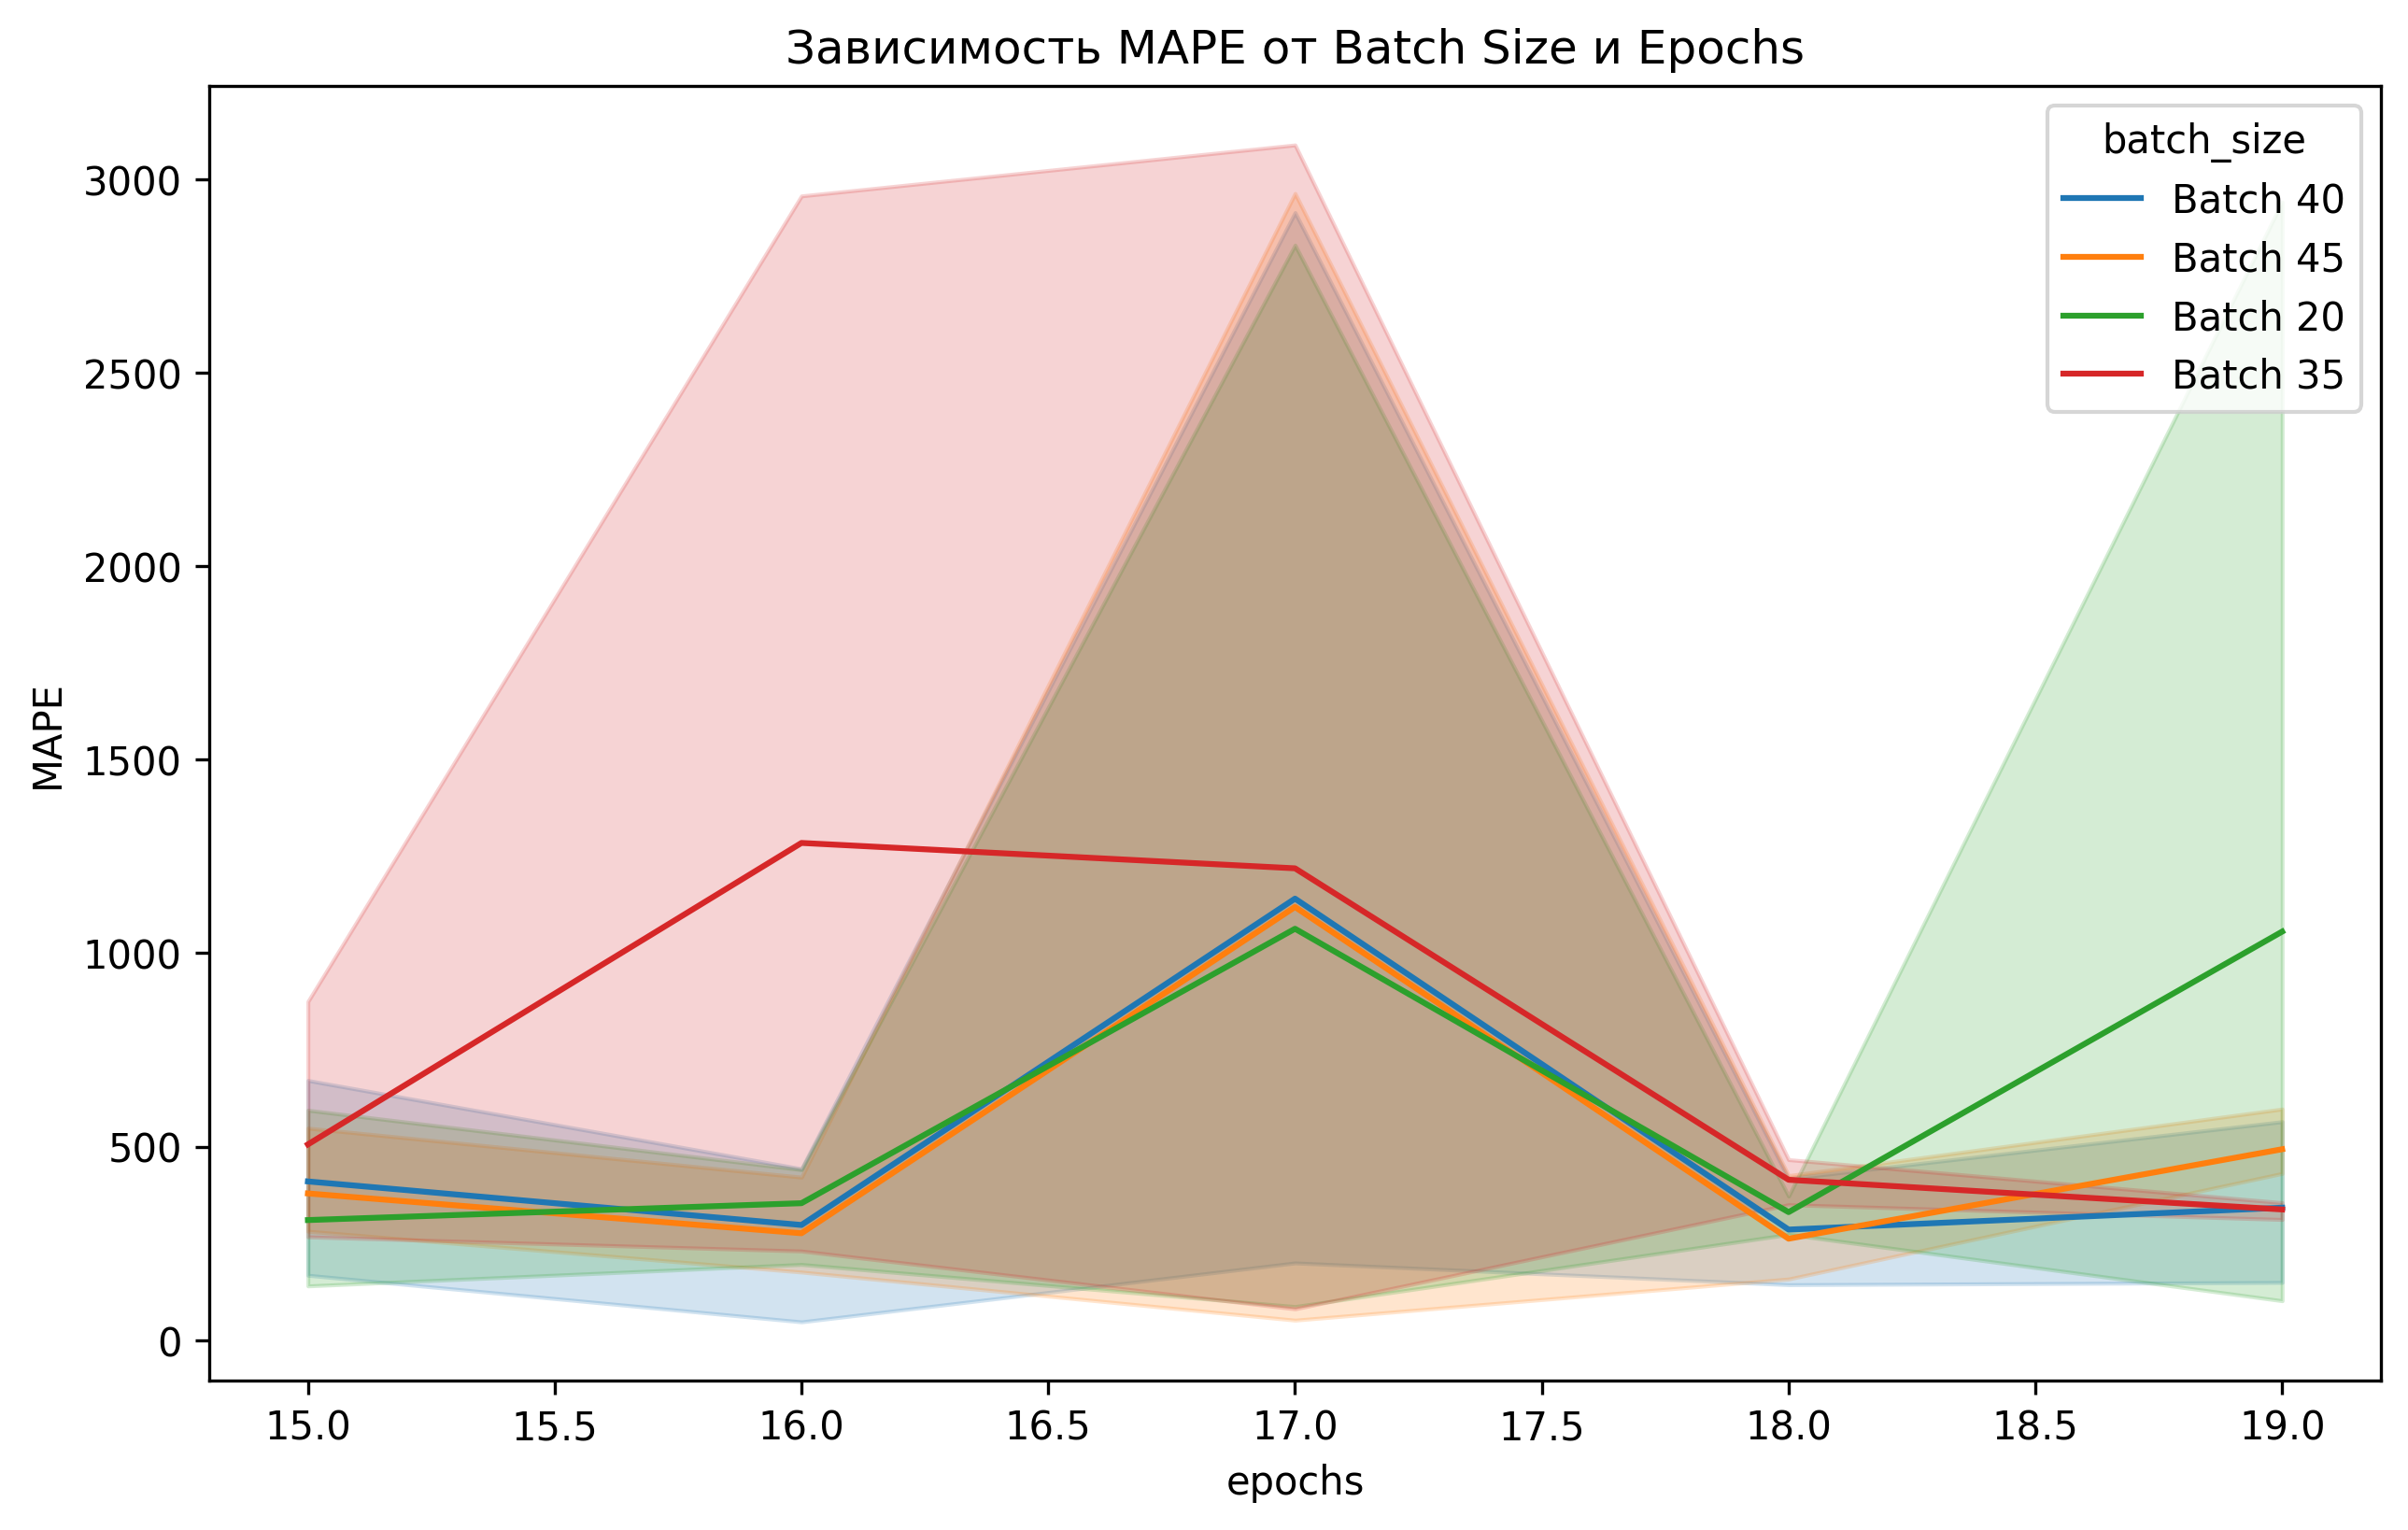 Зависимость MAPE от Batch Size и Epochs
batch_size
Batch 40
Batch 45
Batch 20
Batch 35
MAPE
3000
2500
2000
1500
1000
500
0
15.0 15.5 16.0 16.5 17.0 17.5 18.0 18.5 19.0
epochs